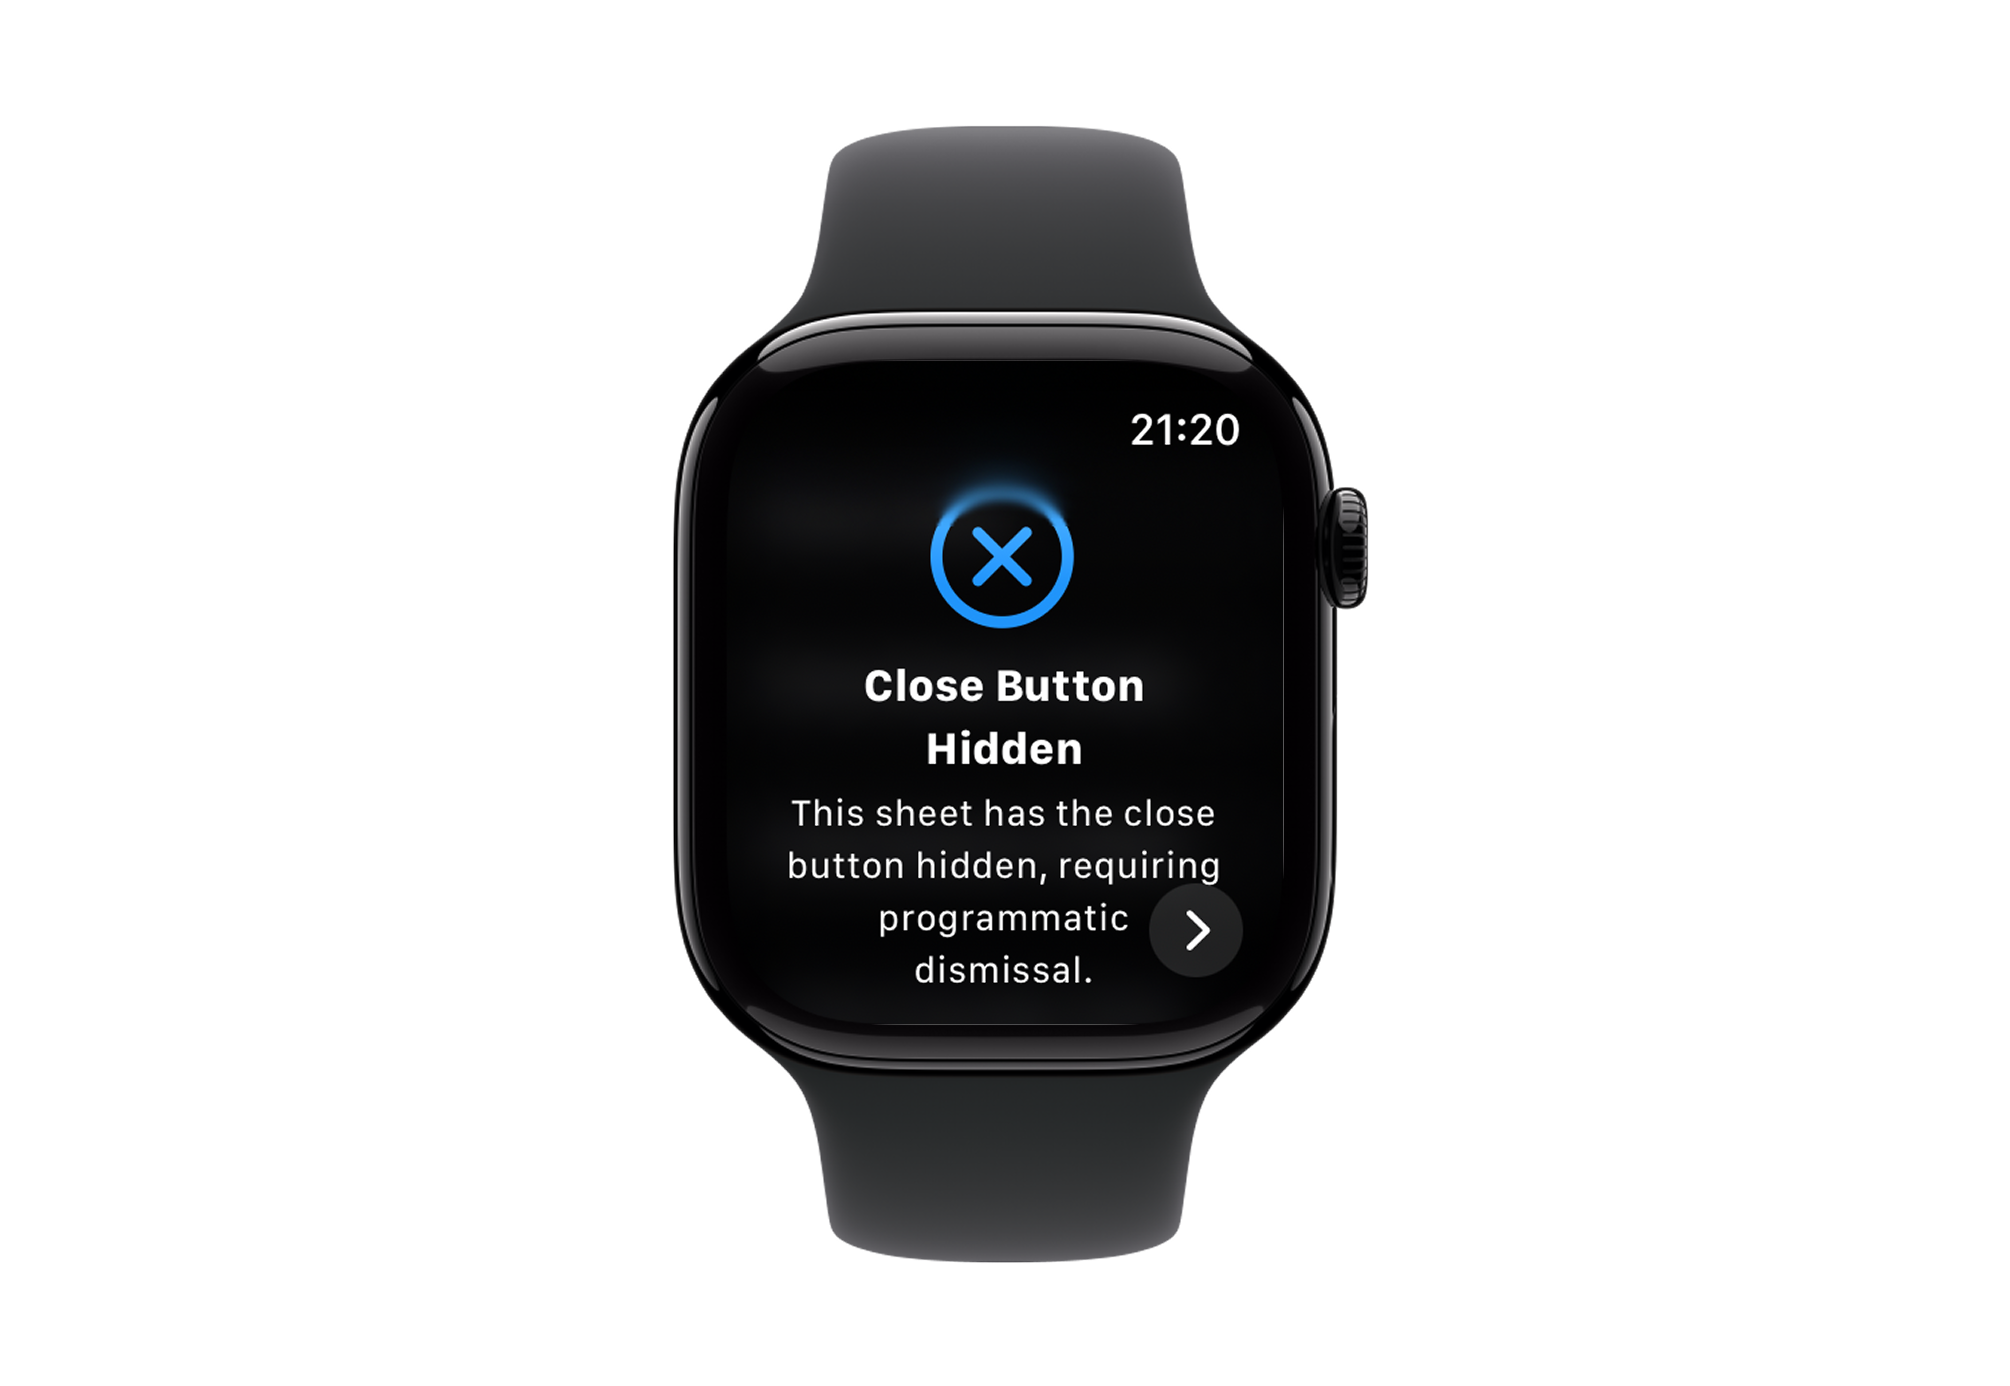 21:20
Close Button
Hidden
This sheet has the close
button hidden, requiring
programmatic
dismissal.